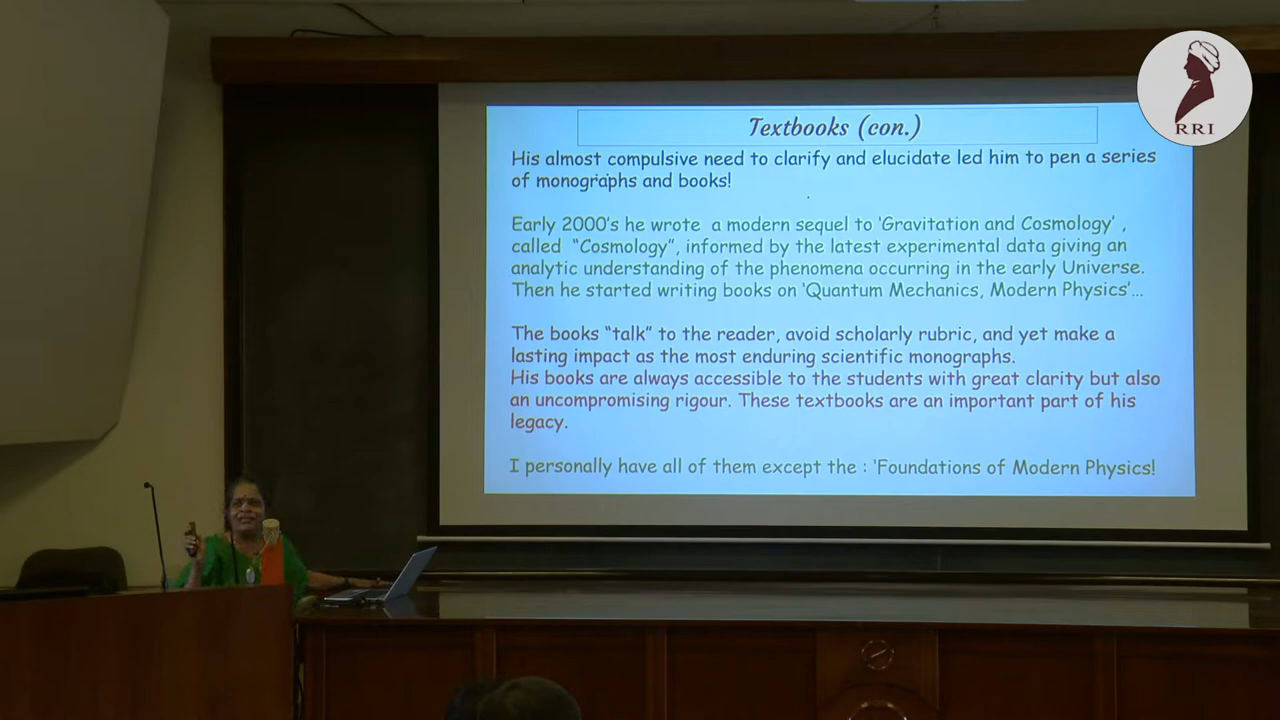 RRI
Textbooks (con.)
His almost compulsive need to clarify and elucidate led him to pen a series
of monographs and books!
Early 2000's he wrote a modern sequel to 'Gravitation and Cosmology' ,
called "Cosmology", informed by the latest experimental data giving an
analytic understanding of the phenomena occurring in the early Universe.
Then he started writing books on 'Quantum Mechanics, Modern Physics'...
The books "talk" to the reader, avoid scholarly rubric, and yet make a
lasting impact as the most enduring scientific monographs.
His books are always accessible to the students with great clarity but also
an uncompromising rigour. These textbooks are an important part of his
legacy.
I personally have all of them except the : 'Foundations of Modern Physics!